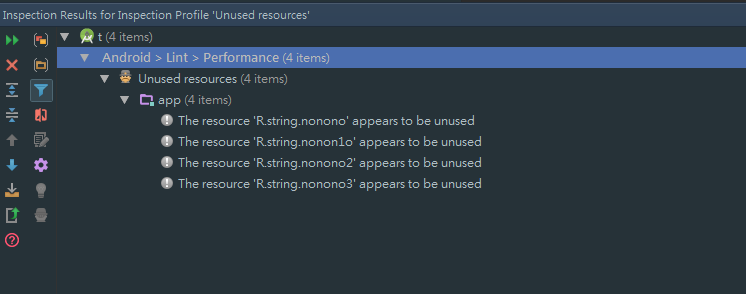 Inspection Results for Inspection Profile 'Unused resources'
t (4 items)
Android > Lint > Performance (4 items)
Unused resources (4 items)
app (4 items)
The resource 'R.string.nonono' appears to be unused
The resource 'R.string.nonon1o' appears to be unused
The resource 'R.string.nonono2' appears to be unused
The resource 'R.string.nonono3' appears to be unused